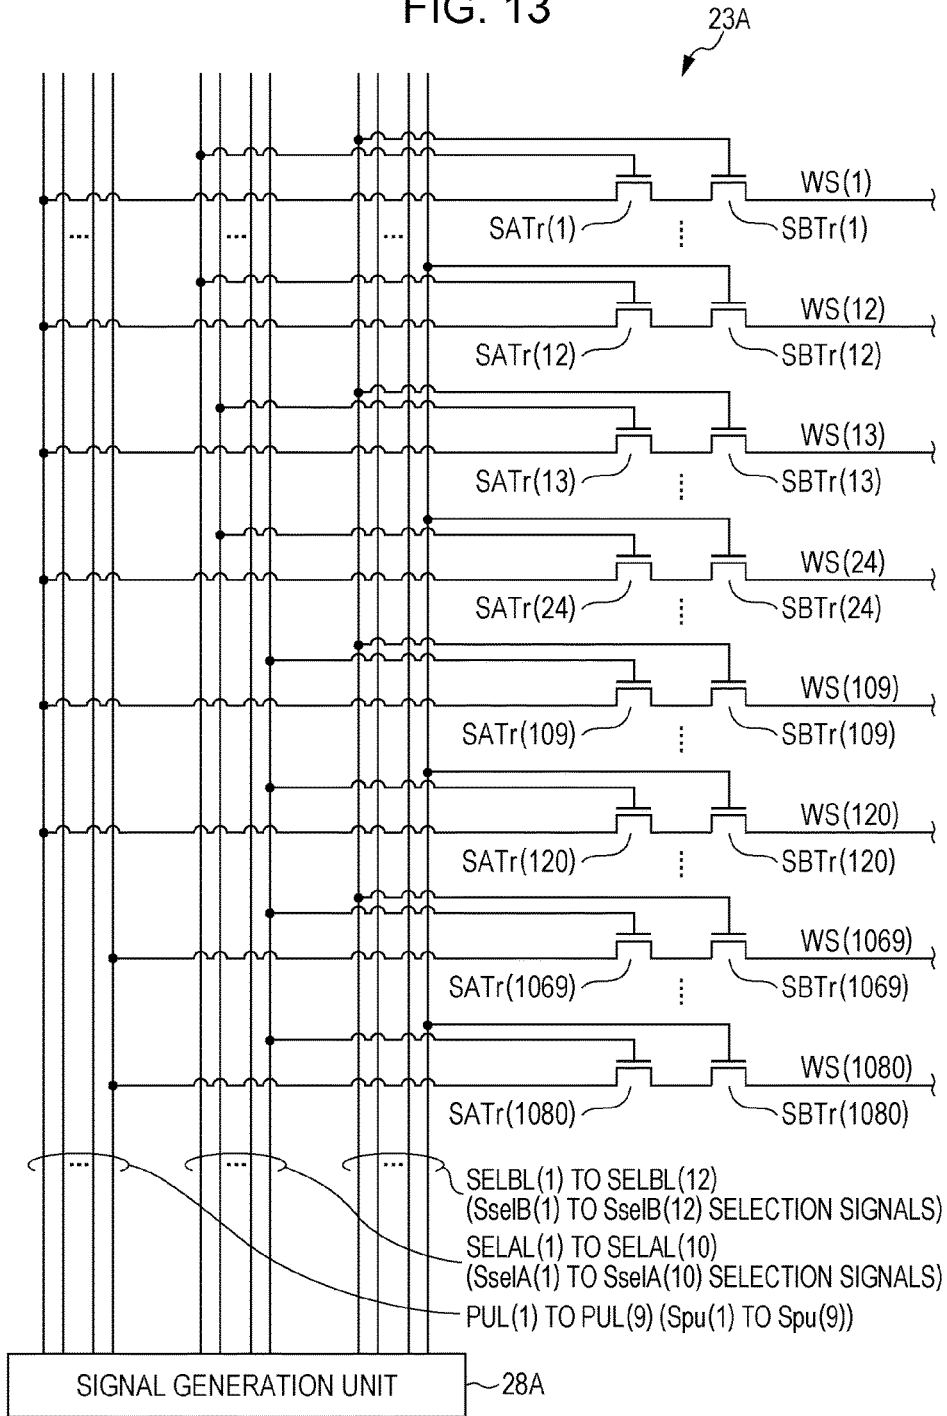 FIG. 13
23A
WS(1)
SATr(1)
SBTr(1)
WS(12)
SATr(12)
SBTr(12)
WS(13)
SATr(13)
SBTr(13)
WS(24)
SATr(24)
SBTr(24)
WS(109)
SATr(109)
SBTr(109)
WS(120)
SATr(120)
SBTr(120)
WS(1069)
SATr(1069)
SBTr(1069)
WS(1080)
SATr(1080)
SBTr(1080)
SELBL(1) TO SELBL(12)
(SselB(1) TO SselB(12) SELECTION SIGNALS)
SELAL(1) TO SELAL(10)
(SselA(1) TO SselA(10) SELECTION SIGNALS)
PUL(1) TO PUL(9) (Spu(1) TO Spu(9))
SIGNAL GENERATION UNIT
28A